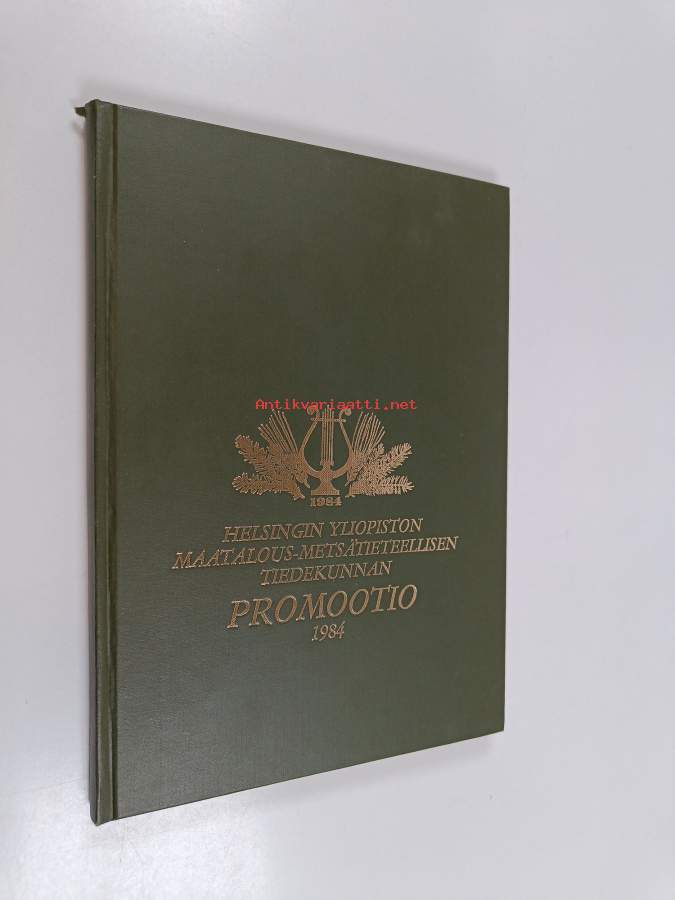 Antikvariaatti.net
1984
HELSINGIN YLIOPISTON
MAATALOUS-METSÄTIETEELLISEN
TIEDEKUNNAN
PROMOOTIO
1984